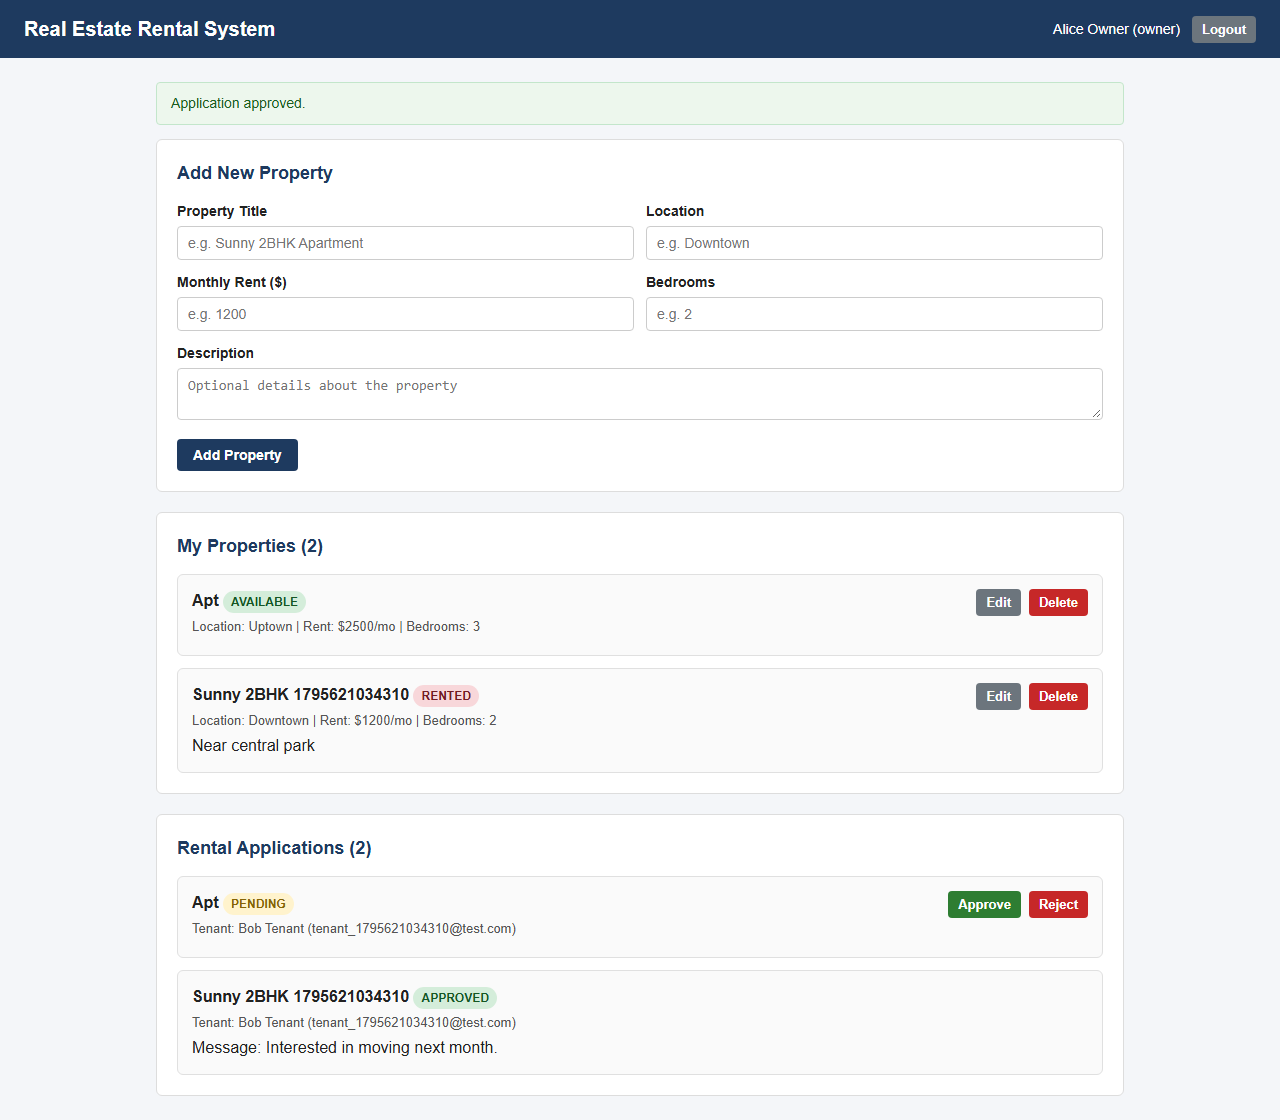 Real Estate Rental System
Alice Owner (owner) Logout
Application approved.
Add New Property
Property Title Location
e.g. Sunny 2BHK Apartment e.g. Downtown
Monthly Rent ($) Bedrooms
e.g. 1200 e.g. 2
Description
Optional details about the property
Add Property
My Properties (2)
Apt AVAILABLE Edit Delete
Location: Uptown | Rent: $2500/mo | Bedrooms: 3
Sunny 2BHK 1795621034310 RENTED Edit Delete
Location: Downtown | Rent: $1200/mo | Bedrooms: 2
Near central park
Rental Applications (2)
Apt PENDING Approve Reject
Tenant: Bob Tenant (tenant_1795621034310@test.com)
Sunny 2BHK 1795621034310 APPROVED
Tenant: Bob Tenant (tenant_1795621034310@test.com)
Message: Interested in moving next month.